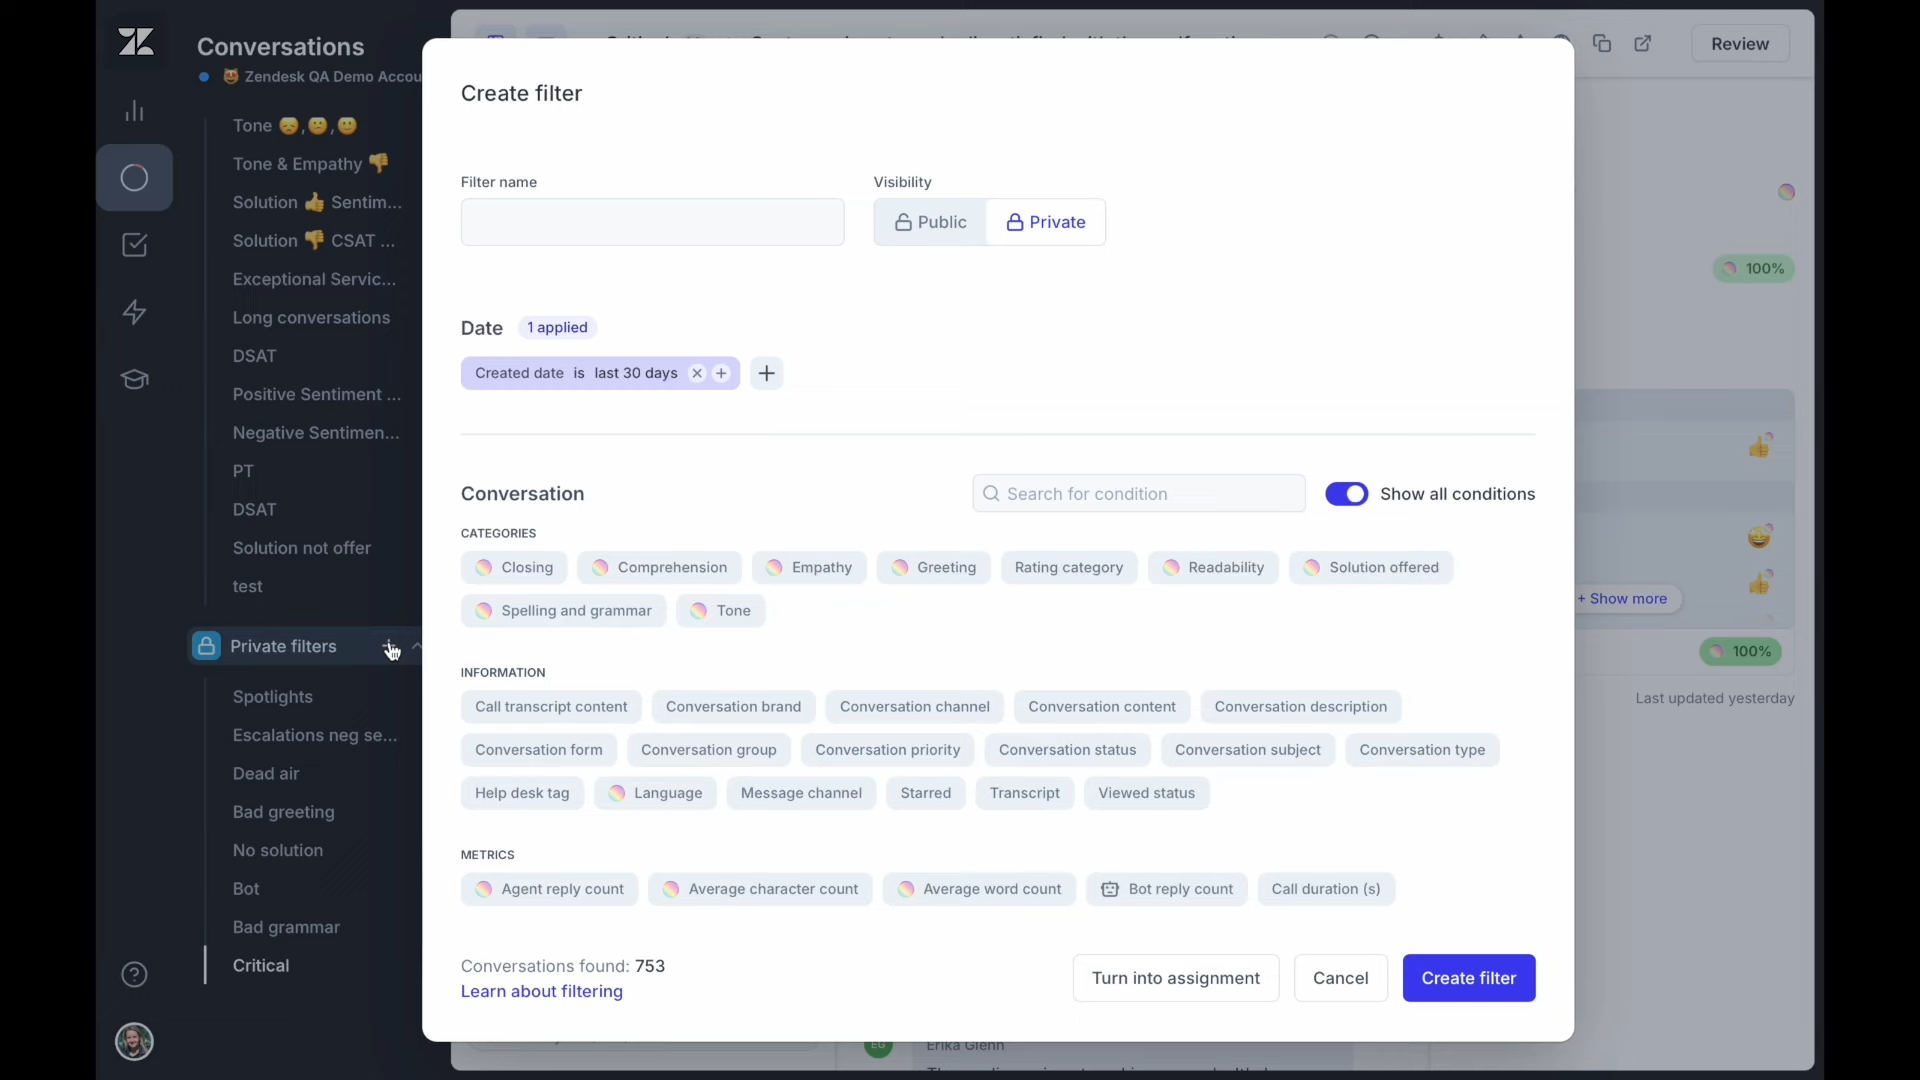 Conversations
Zendesk QA Demo Accou
Tone 😞,🙁,🙂
Tone & Empathy 👎
Solution 👍 Sentim...
Solution 👎 CSAT ...
Exceptional Servic...
Long conversations
DSAT
Positive Sentiment ...
Negative Sentimen...
PT
DSAT
Solution not offer
test
Private filters
Spotlights
Escalations neg se...
Dead air
Bad greeting
No solution
Bot
Bad grammar
Critical
Review
Create filter
Filter name
Visibility
Public Private
Date 1 applied
Created date is last 30 days
Conversation
Search for condition
Show all conditions
CATEGORIES
Closing Comprehension Empathy Greeting Rating category Readability Solution offered
Spelling and grammar Tone
INFORMATION
Call transcript content Conversation brand Conversation channel Conversation content Conversation description
Conversation form Conversation group Conversation priority Conversation status Conversation subject Conversation type
Help desk tag Language Message channel Starred Transcript Viewed status
METRICS
Agent reply count Average character count Average word count Bot reply count Call duration (s)
Conversations found: 753
Learn about filtering
Turn into assignment Cancel Create filter
100%
+ Show more
100%
Last updated yesterday
EG
Erika Glenn